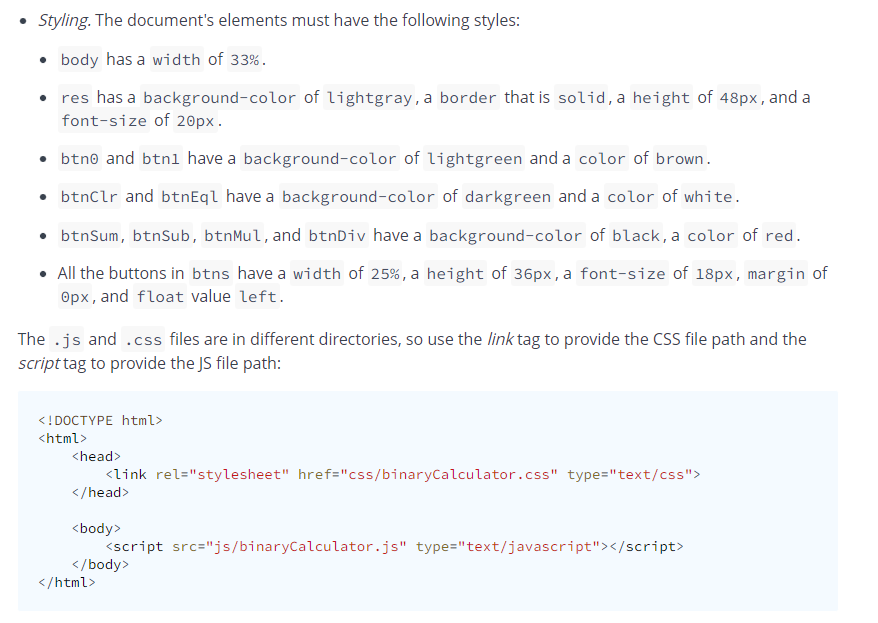 • Styling. The document's elements must have the following styles:
• body has a width of 33%.
• res has a background-color of lightgray, a border that is solid, a height of 48px, and a
font-size of 20px.
• btn0 and btn1 have a background-color of lightgreen and a color of brown.
• btnClr and btnEql have a background-color of darkgreen and a color of white.
• btnSum, btnSub, btnMul, and btnDiv have a background-color of black, a color of red.
• All the buttons in btns have a width of 25%, a height of 36px, a font-size of 18px, margin of
0px, and float value left.
The .js and .css files are in different directories, so use the link tag to provide the CSS file path and the
script tag to provide the JS file path:
<!DOCTYPE html>
<html>
    <head>
        <link rel="stylesheet" href="css/binaryCalculator.css" type="text/css">
    </head>
    <body>
        <script src="js/binaryCalculator.js" type="text/javascript"></script>
    </body>
</html>